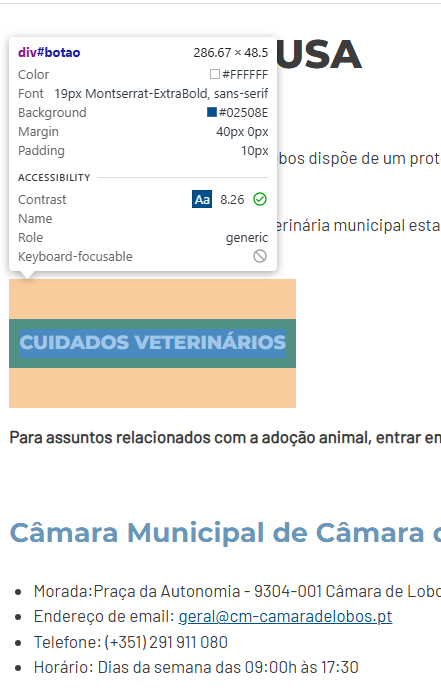 div#botao 286.67 × 48.5
Color #FFFFFF
Font 19px Montserrat-ExtraBold, sans-serif
Background #02508E
Margin 40px 0px
Padding 10px
ACCESSIBILITY
Contrast Aa 8.26
Name
Role generic
Keyboard-focusable
USA
bos dispõe de um prot
erinária municipal esta
CUIDADOS VETERINÁRIOS
Para assuntos relacionados com a adoção animal, entrar em
Câmara Municipal de Câmara d
Morada:Praça da Autonomia - 9304-001 Câmara de Lobo
Endereço de email: geral@cm-camaradelobos.pt
Telefone: (+351) 291 911 080
Horário: Dias da semana das 09:00h às 17:30